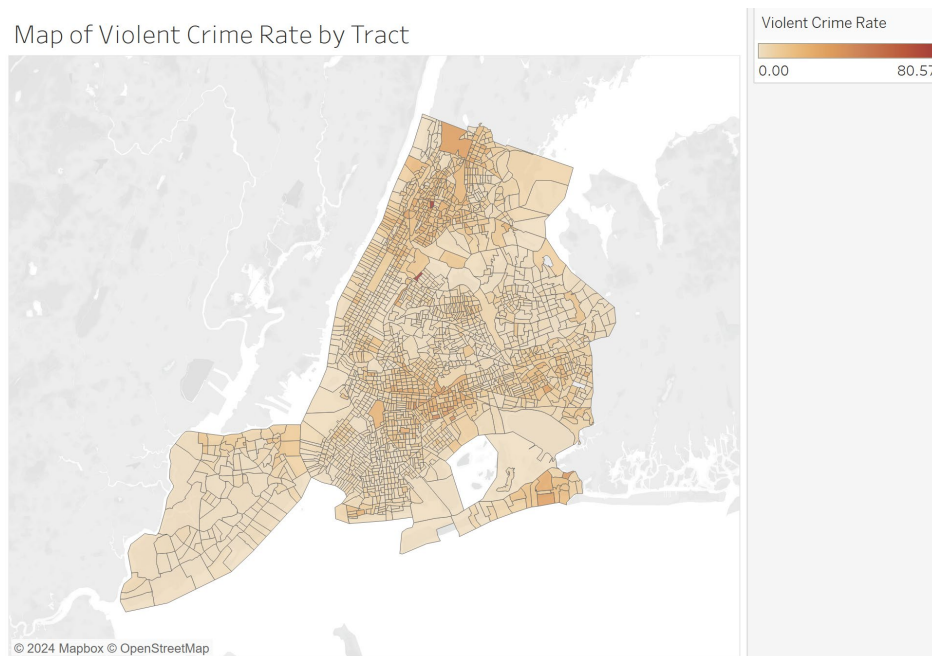 Map of Violent Crime Rate by Tract
Violent Crime Rate
0.00 80.57
© 2024 Mapbox © OpenStreetMap